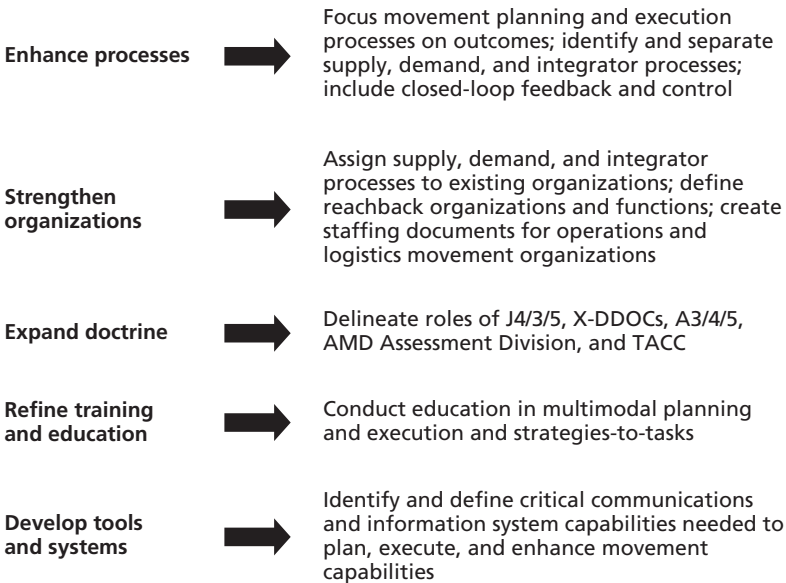 Enhance processes
Focus movement planning and execution
processes on outcomes; identify and separate
supply, demand, and integrator processes;
include closed-loop feedback and control
Strengthen
organizations
Assign supply, demand, and integrator
processes to existing organizations; define
reachback organizations and functions; create
staffing documents for operations and
logistics movement organizations
Expand doctrine
Delineate roles of J4/3/5, X-DDOCs, A3/4/5,
AMD Assessment Division, and TACC
Refine training
and education
Conduct education in multimodal planning
and execution and strategies-to-tasks
Develop tools
and systems
Identify and define critical communications
and information system capabilities needed to
plan, execute, and enhance movement
capabilities